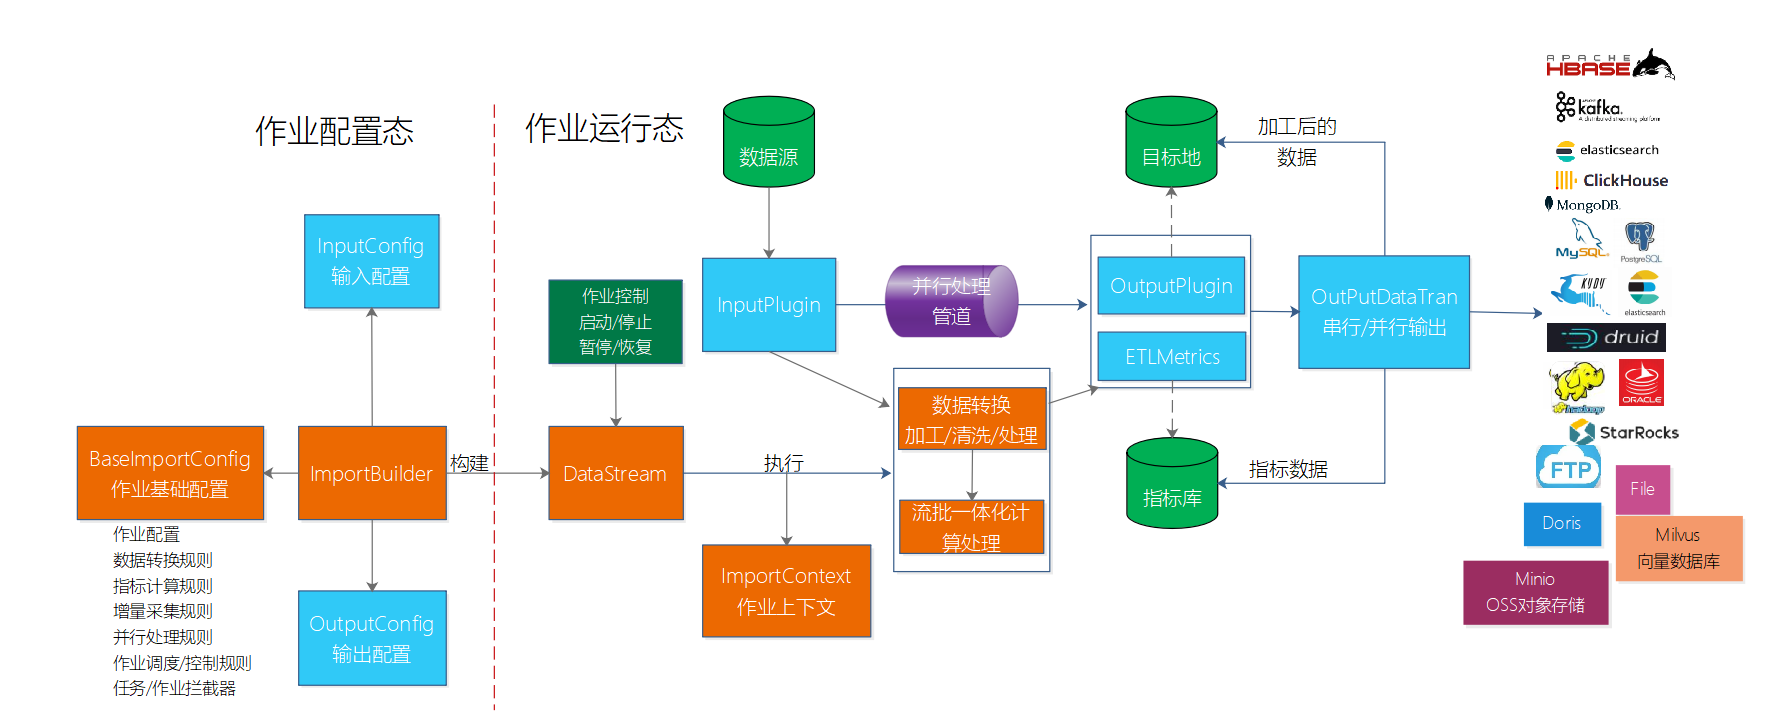 作业配置态
作业运行态
InputConfig
输入配置
BaseImportConfig
作业基础配置
ImportBuilder
构建
作业配置
数据转换规则
指标计算规则
增量采集规则
并行处理规则
作业调度/控制规则
任务/作业拦截器
OutputConfig
输出配置
数据源
作业控制
启动/停止
暂停/恢复
InputPlugin
并行处理
管道
DataStream
执行
ImportContext
作业上下文
数据转换
加工/清洗/处理
流批一体化计
算处理
目标地
加工后的
数据
OutputPlugin
ETLMetrics
OutPutDataTran
串行/并行输出
指标库
指标数据
APACHE
HBASE
kafka.
A distributed streaming platform
elasticsearch
ClickHouse
MongoDB.
MySQL
PostgreSQL
KUDU
elasticsearch
druid
hadoop
ORACLE
StarRocks
FTP
File
Doris
Milvus
向量数据库
Minio
OSS对象存储